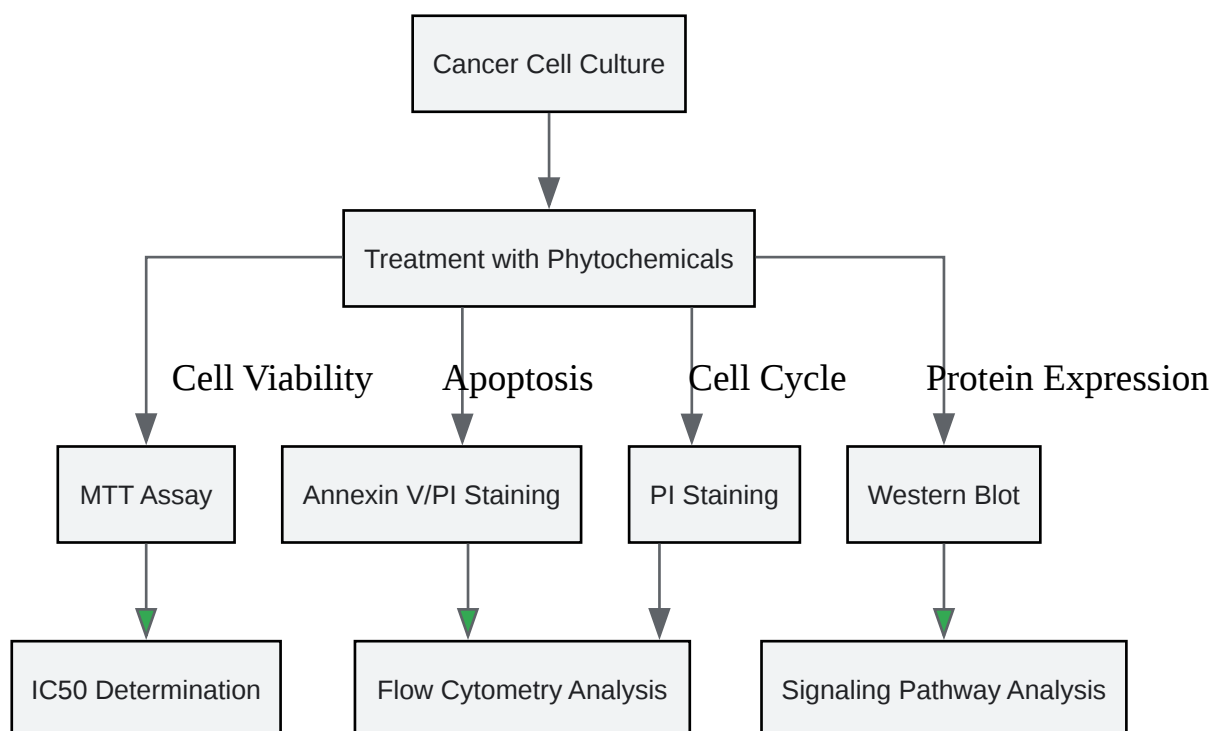 Cancer Cell Culture
Treatment with Phytochemicals
Cell Viability
Apoptosis
Cell Cycle
Protein Expression
MTT Assay
Annexin V/PI Staining
PI Staining
Western Blot
IC50 Determination
Flow Cytometry Analysis
Signaling Pathway Analysis